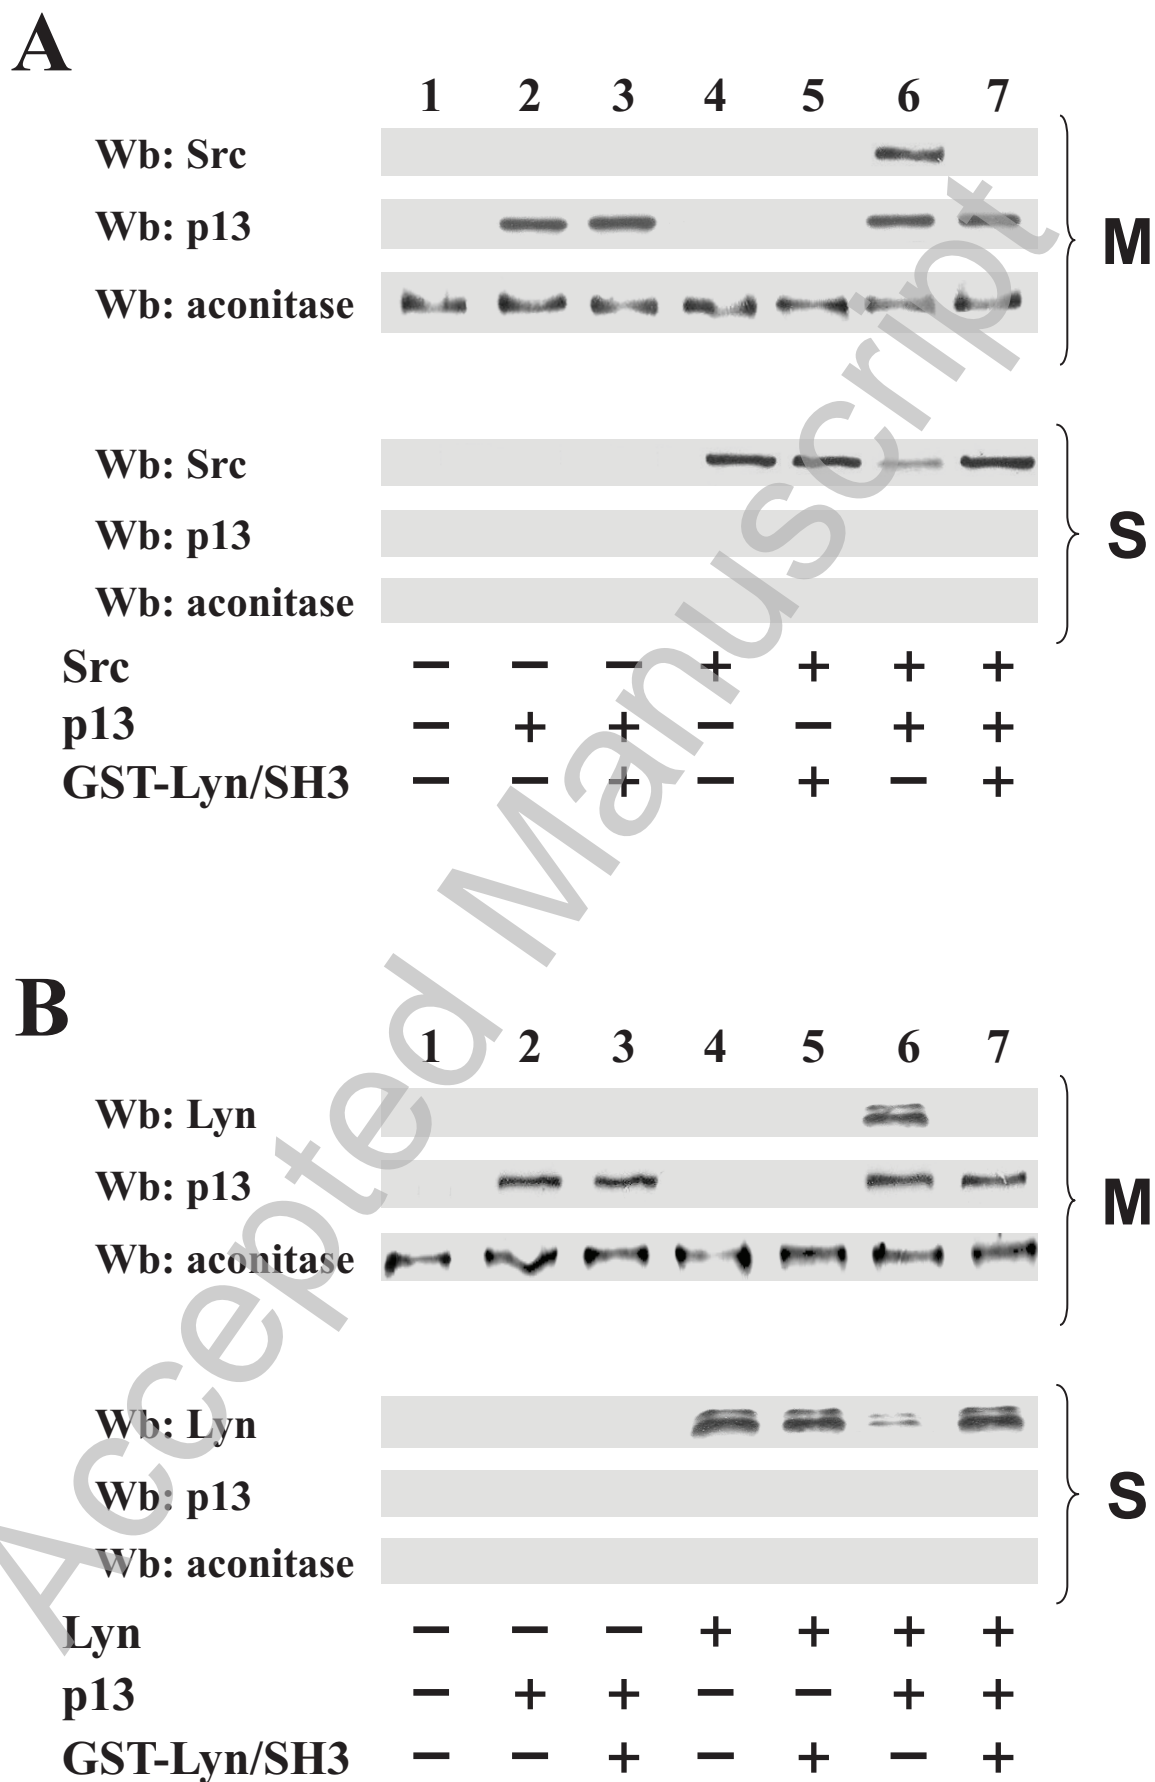 A
1 2 3 4 5 6 7
Wb: Src
Wb: p13
Wb: aconitase
M
Wb: Src
Wb: p13
Wb: aconitase
S
Src − − − + + + +
p13 − + + − − + +
GST-Lyn/SH3 − − + − + − +
B
1 2 3 4 5 6 7
Wb: Lyn
Wb: p13
Wb: aconitase
M
Wb: Lyn
Wb: p13
Wb: aconitase
S
Lyn − − − + + + +
p13 − + + − − + +
GST-Lyn/SH3 − − + − + − +
Accepted Manuscript